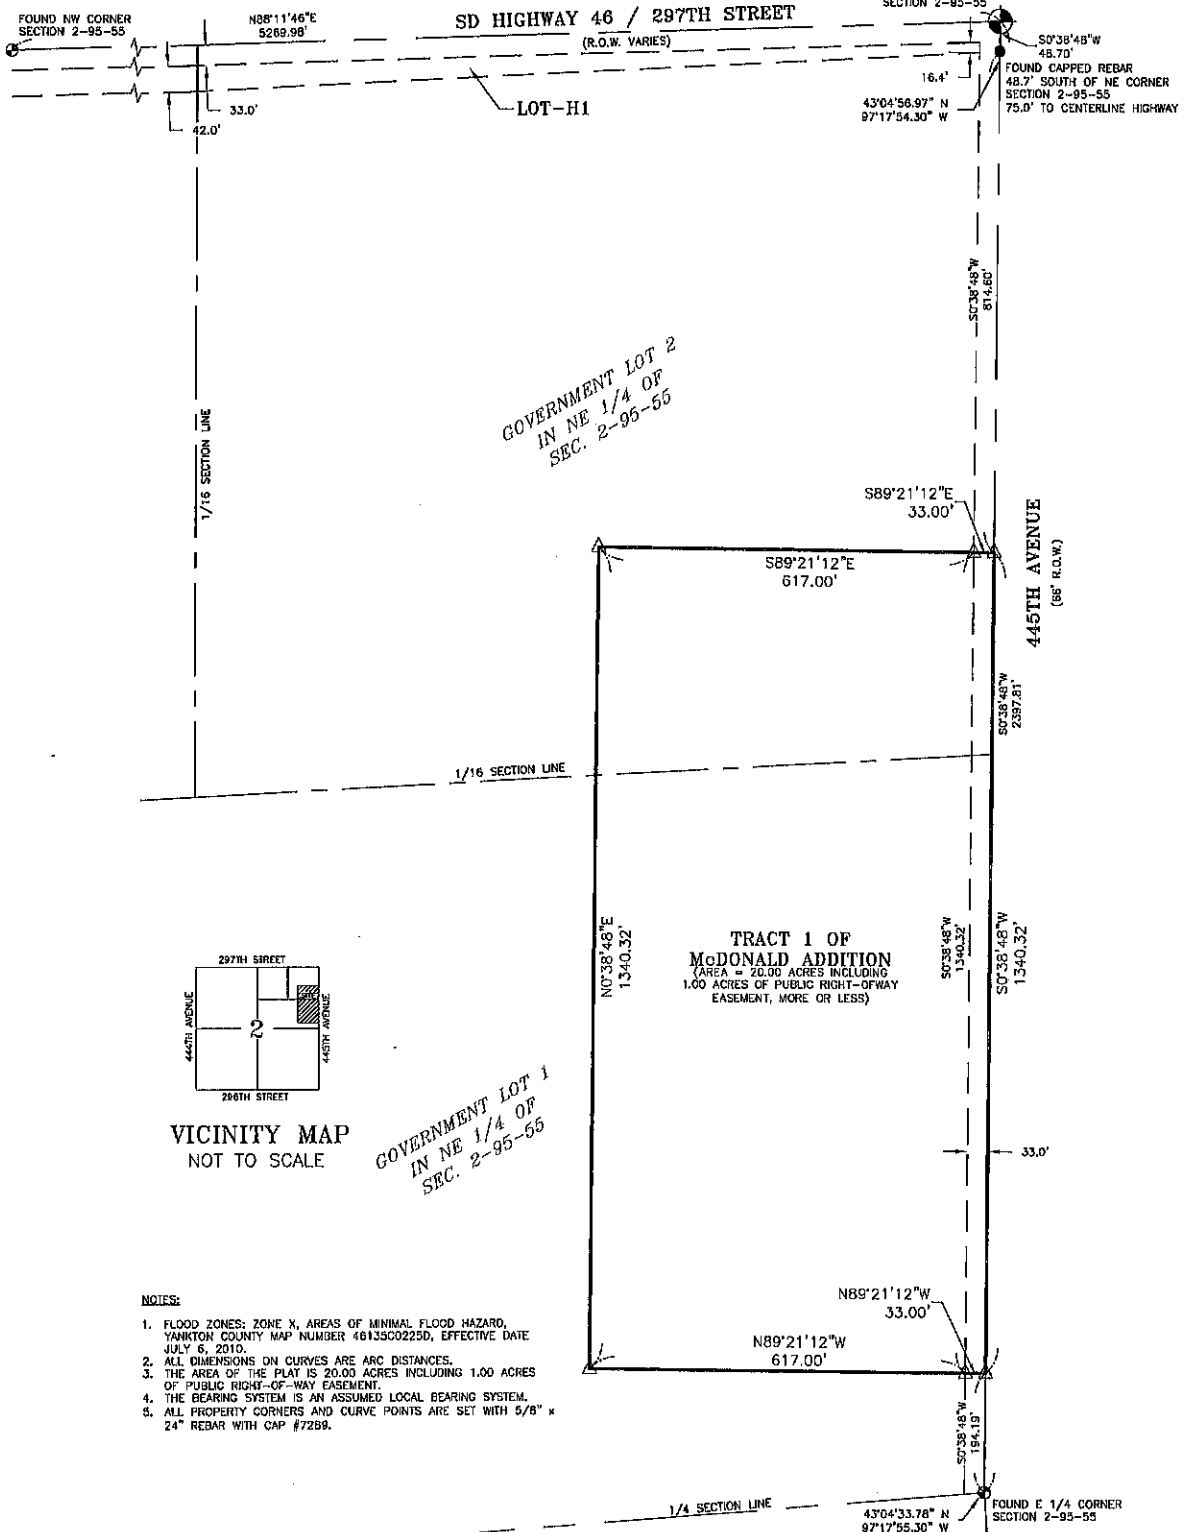 FOUND NW CORNER
SECTION 2-95-55
N88°11'46"E
5269.98'
SD HIGHWAY 46 / 297TH STREET
(R.O.W. VARIES)
SECTION 2-95-55
S0°38'48"W
48.70'
FOUND CAPPED REBAR
48.7' SOUTH OF NE CORNER
SECTION 2-95-55
75.0' TO CENTERLINE HIGHWAY
16.4'
43°04'56.97" N
97°17'54.30" W
33.0'
42.0'
LOT-H1
S0°38'48"W
814.60'
GOVERNMENT LOT 2
IN NE 1/4 OF
SEC. 2-95-55
1/16 SECTION LINE
S89°21'12"E
33.00'
S89°21'12"E
617.00'
445TH AVENUE
(66' R.O.W.)
S0°38'48"W
2397.81'
1/16 SECTION LINE
N0°38'48"E
1340.32'
TRACT 1 OF
McDONALD ADDITION
(AREA = 20.00 ACRES INCLUDING
1.00 ACRES OF PUBLIC RIGHT-OFWAY
EASEMENT, MORE OR LESS)
S0°38'48"W
1340.32'
S0°38'48"W
1340.32'
297TH STREET
444TH AVENUE
2
445TH AVENUE
296TH STREET
VICINITY MAP
NOT TO SCALE
GOVERNMENT LOT 1
IN NE 1/4 OF
SEC. 2-95-55
33.0'
N89°21'12"W
33.00'
N89°21'12"W
617.00'
NOTES:
1. FLOOD ZONES: ZONE X, AREAS OF MINIMAL FLOOD HAZARD,
YANKTON COUNTY MAP NUMBER 46135C0225D, EFFECTIVE DATE
JULY 6, 2010.
2. ALL DIMENSIONS ON CURVES ARE ARC DISTANCES.
3. THE AREA OF THE PLAT IS 20.00 ACRES INCLUDING 1.00 ACRES
OF PUBLIC RIGHT-OF-WAY EASEMENT.
4. THE BEARING SYSTEM IS AN ASSUMED LOCAL BEARING SYSTEM.
5. ALL PROPERTY CORNERS AND CURVE POINTS ARE SET WITH 5/8" x
24" REBAR WITH CAP #7289.
S0°38'48"W
194.19'
1/4 SECTION LINE
43°04'33.78" N
97°17'55.30" W
FOUND E 1/4 CORNER
SECTION 2-95-55